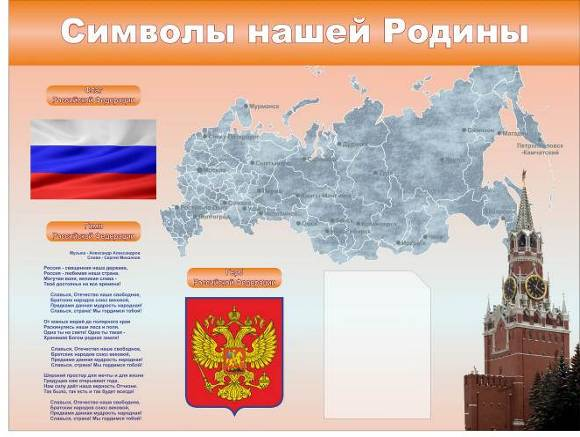 Символы нашей Родины
Флаг
Российской Федерации
Гимн
Российской Федерации
Музыка - Александр Александров
Слова - Сергей Михалков
Россия - священная наша держава,
Россия - любимая наша страна.
Могучая воля, великая слава -
Твоё достоянье на все времена!
Славься, Отечество наше свободное,
Братских народов союз вековой,
Предками данная мудрость народная!
Славься, страна! Мы гордимся тобой!
От южных морей до полярного края
Раскинулись наши леса и поля.
Одна ты на свете! Одна ты такая -
Хранимая Богом родная земля!
Славься, Отечество наше свободное,
Братских народов союз вековой,
Предками данная мудрость народная!
Славься, страна! Мы гордимся тобой!
Широкий простор для мечты и для жизни
Грядущие нам открывают года.
Нам силу даёт наша верность Отчизне.
Так было, так есть и так будет всегда!
Славься, Отечество наше свободное,
Братских народов союз вековой,
Предками данная мудрость народная!
Славься, страна! Мы гордимся тобой!
Герб
Российской Федерации
Мурманск
Магадан
Петропавловск
-Камчатский
Москва
Пермь